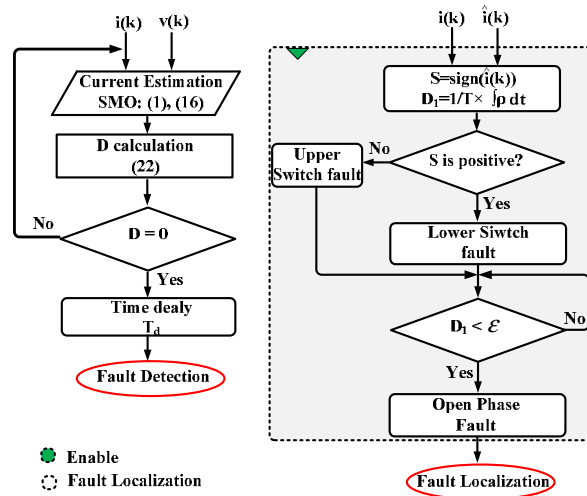 i(k) v(k)
Current Estimation
SMO: (1), (16)
D calculation
(22)
No
D = 0
Yes
Time dealy
T_d
Fault Detection
Enable
Fault Localization
i(k) î(k)
S=sign(î(k))
D₁=1/T× ∫ρ dt
No
Upper
Switch fault
S is positive?
Yes
Lower Siwtch
fault
D₁ < ε
No
Yes
Open Phase
Fault
Fault Localization